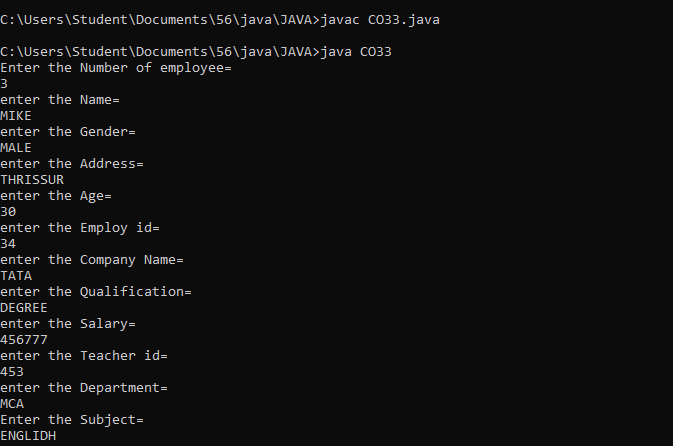 C:\Users\Student\Documents\56\java\JAVA>javac CO33.java
C:\Users\Student\Documents\56\java\JAVA>java CO33
Enter the Number of employee=
3
enter the Name=
MIKE
enter the Gender=
MALE
enter the Address=
THRISSUR
enter the Age=
30
enter the Employ id=
34
enter the Company Name=
TATA
enter the Qualification=
DEGREE
enter the Salary=
456777
enter the Teacher id=
453
enter the Department=
MCA
Enter the Subject=
ENGLIDH